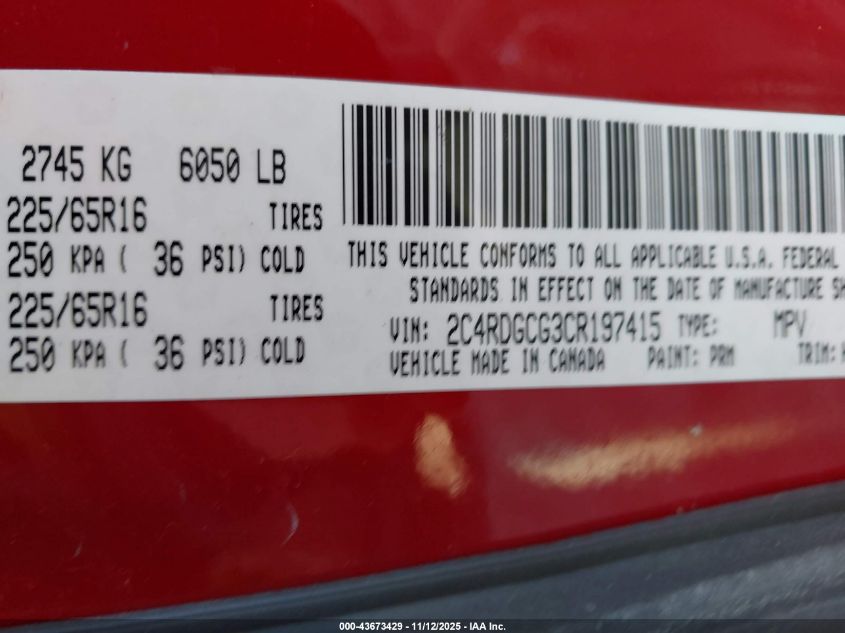 2745 KG 6050 LB
225/65R16 TIRES
250 KPA ( 36 PSI) COLD
225/65R16 TIRES
250 KPA ( 36 PSI) COLD
THIS VEHICLE CONFORMS TO ALL APPLICABLE U.S.A. FEDERAL
STANDARDS IN EFFECT ON THE DATE OF MANUFACTURE SH
VIN: 2C4RDGCG3CR197415 TYPE: MPV
VEHICLE MADE IN CANADA PAINT: PRM TRIM:
000-43673429 - 11/12/2025 - IAA Inc.